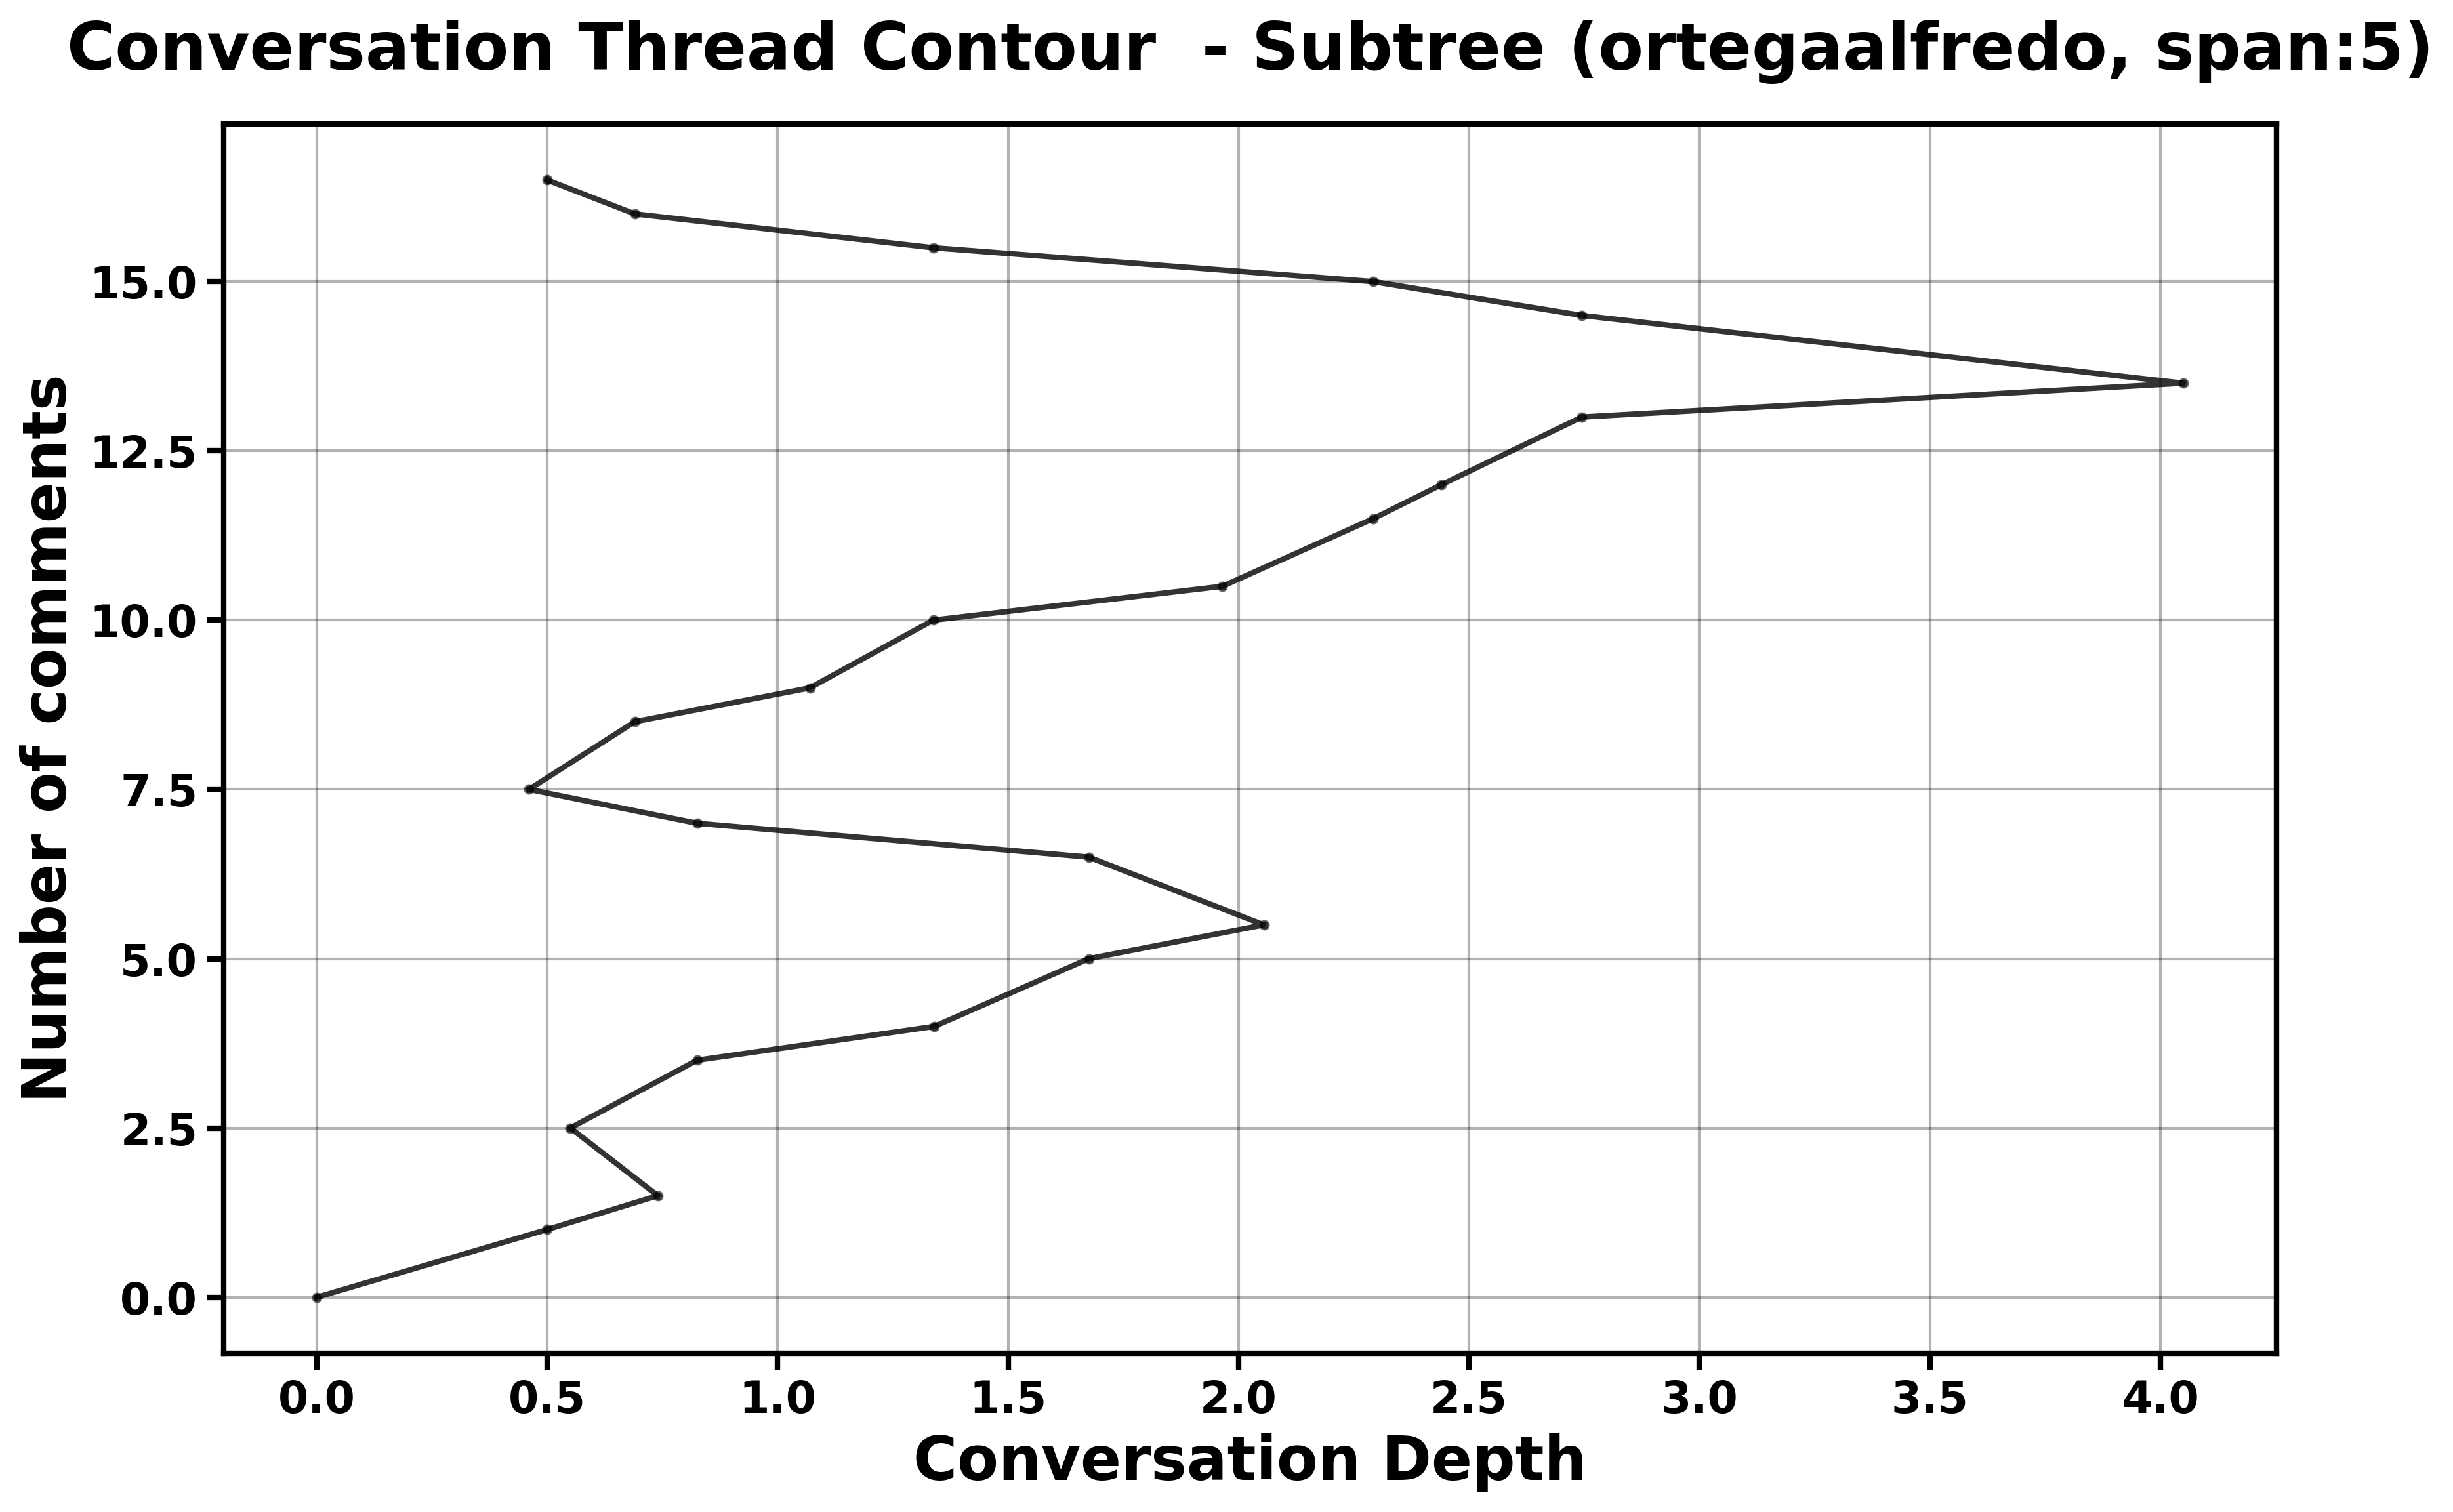 Conversation Thread Contour  - Subtree (ortegaalfredo, span:5)
Number of comments
15.0
12.5
10.0
7.5
5.0
2.5
0.0
0.0 0.5 1.0 1.5 2.0 2.5 3.0 3.5 4.0
Conversation Depth